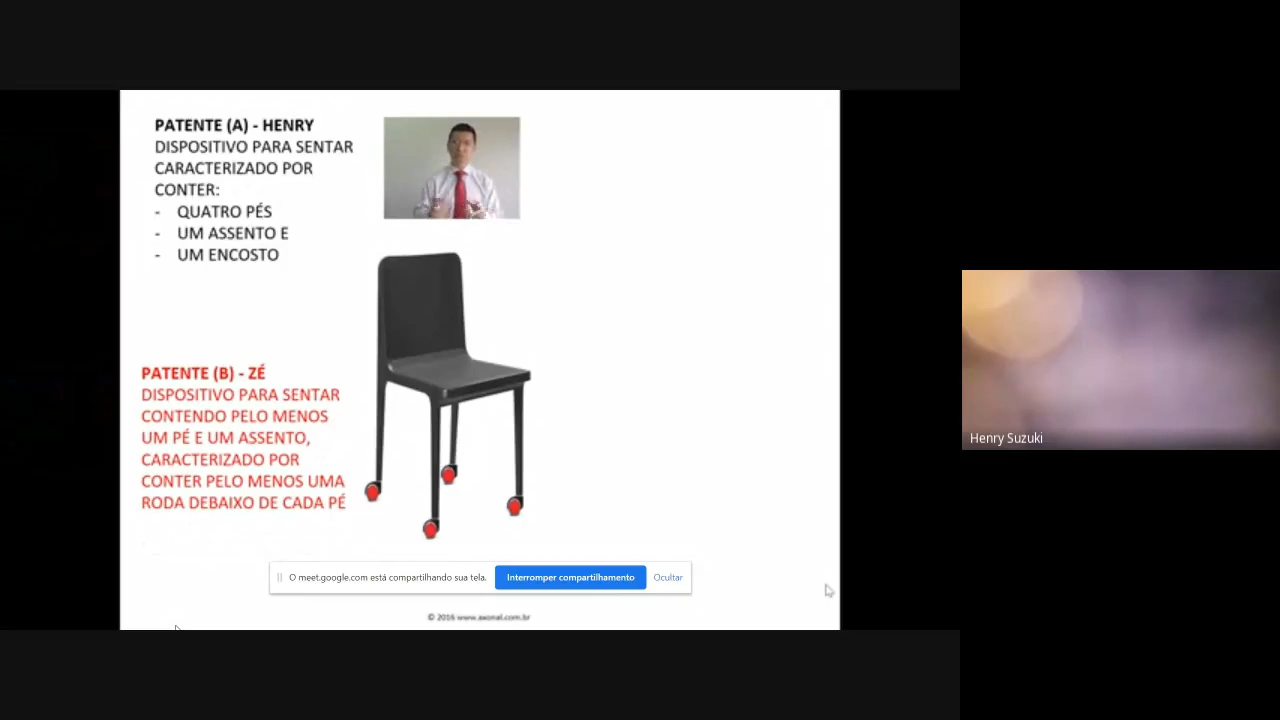 PATENTE (A) - HENRY
DISPOSITIVO PARA SENTAR
CARACTERIZADO POR
CONTER:
- QUATRO PÉS
- UM ASSENTO E
- UM ENCOSTO
PATENTE (B) - ZÉ
DISPOSITIVO PARA SENTAR
CONTENDO PELO MENOS
UM PÉ E UM ASSENTO,
CARACTERIZADO POR
CONTER PELO MENOS UMA
RODA DEBAIXO DE CADA PÉ
O meet.google.com está compartilhando sua tela.
Interromper compartilhamento
Ocultar
© 2016 www.axonal.com.br
Henry Suzuki